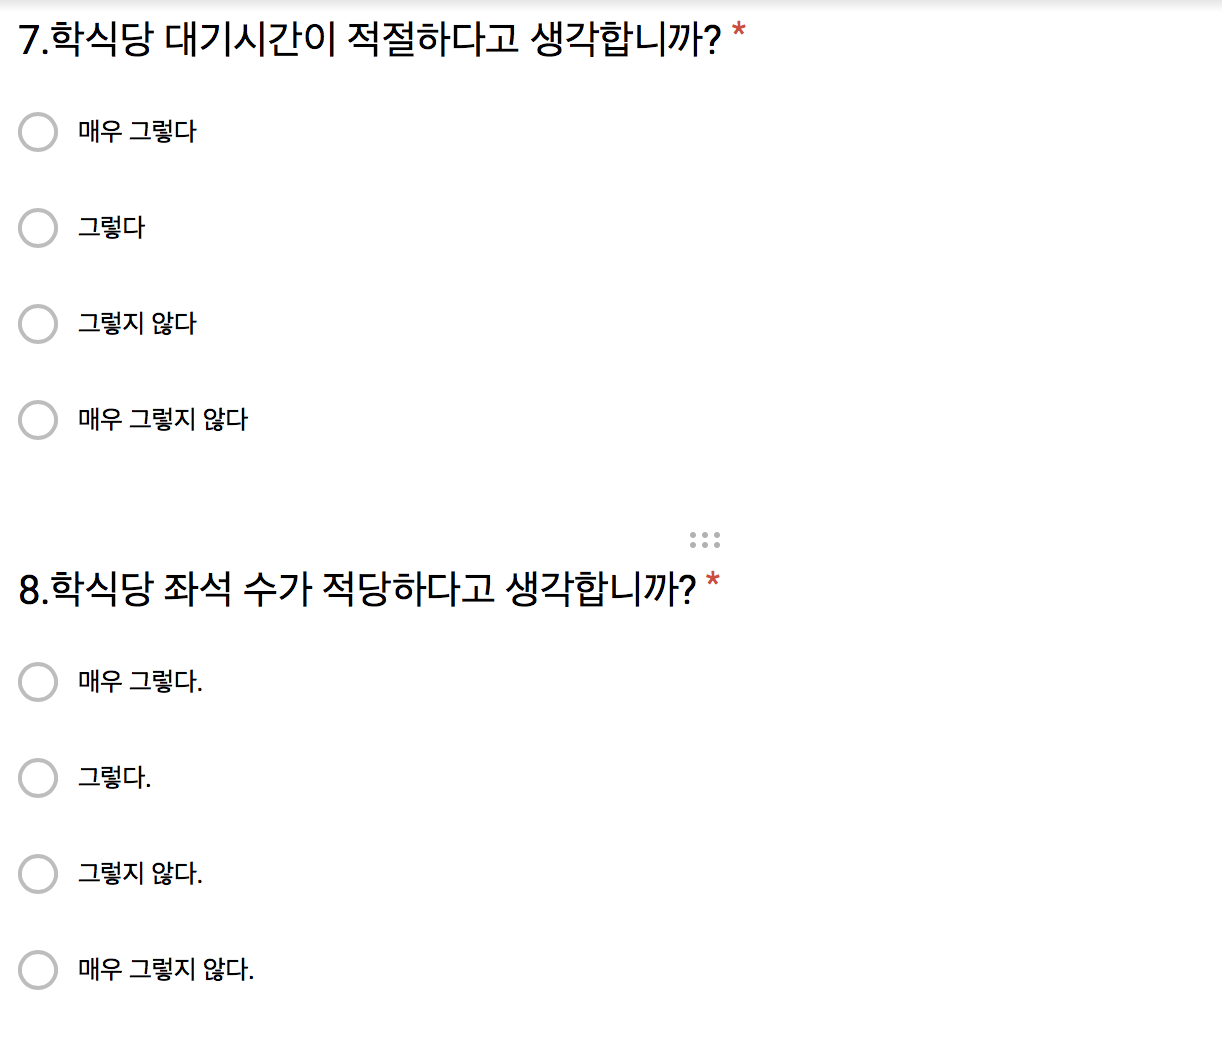 7.학식당 대기시간이 적절하다고 생각합니까? *
매우 그렇다
그렇다
그렇지 않다
매우 그렇지 않다
8.학식당 좌석 수가 적당하다고 생각합니까? *
매우 그렇다.
그렇다.
그렇지 않다.
매우 그렇지 않다.